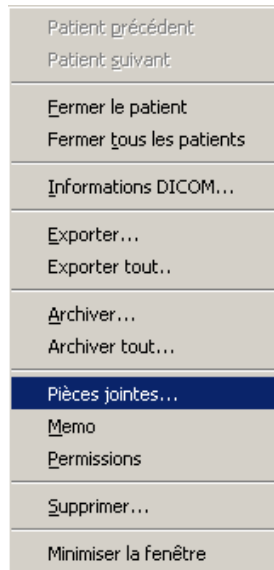 Patient précédent
Patient suivant
Fermer le patient
Fermer tous les patients
Informations DICOM...
Exporter...
Exporter tout..
Archiver...
Archiver tout...
Pièces jointes...
Memo
Permissions
Supprimer...
Minimiser la fenêtre